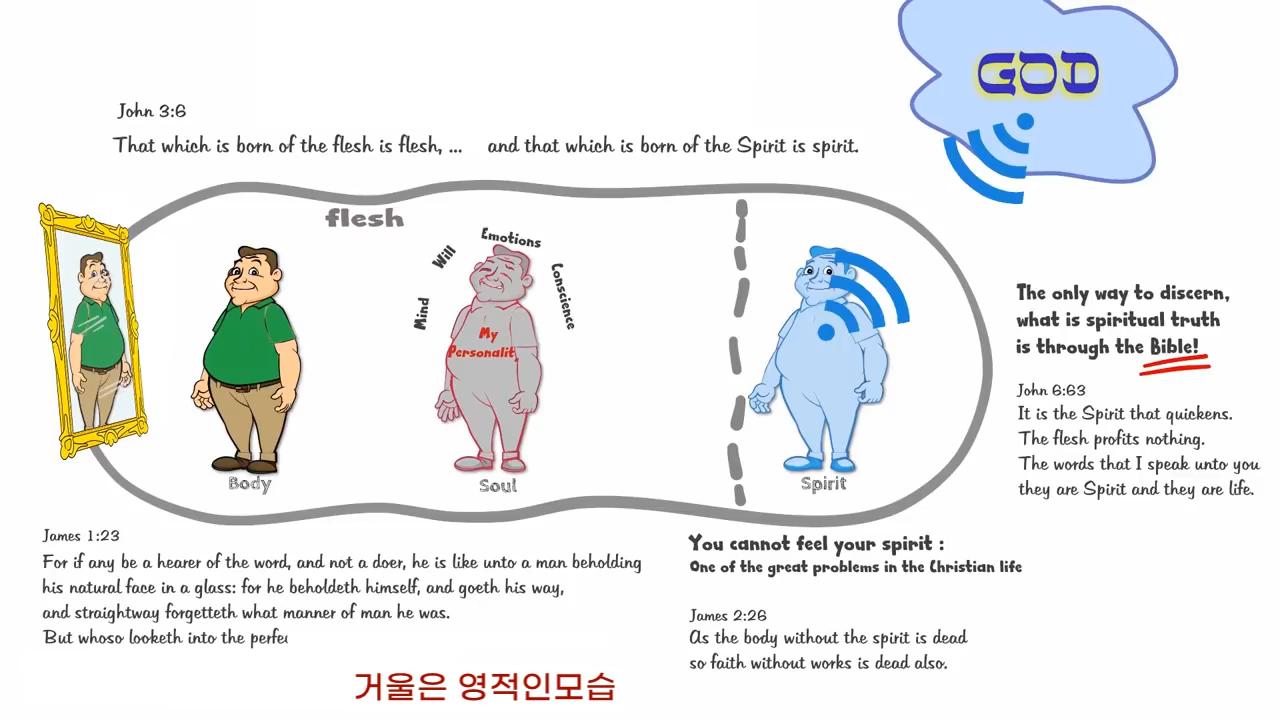 GOD
John 3:6
That which is born of the flesh is flesh, ... and that which is born of the Spirit is spirit.
flesh
Will
Emotions
Mind
Conscience
My
Personalit
Body
Soul
Spirit
The only way to discern,
what is spiritual truth
is through the Bible!
John 6:63
It is the Spirit that quickens.
The flesh profits nothing.
The words that I speak unto you
they are Spirit and they are life.
James 1:23
For if any be a hearer of the word, and not a doer, he is like unto a man beholding
his natural face in a glass: for he beholdeth himself, and goeth his way,
and straightway forgetteth what manner of man he was.
But whoso looketh into the perfec
You cannot feel your spirit :
One of the great problems in the Christian life
James 2:26
As the body without the spirit is dead
so faith without works is dead also.
거울은 영적인모습